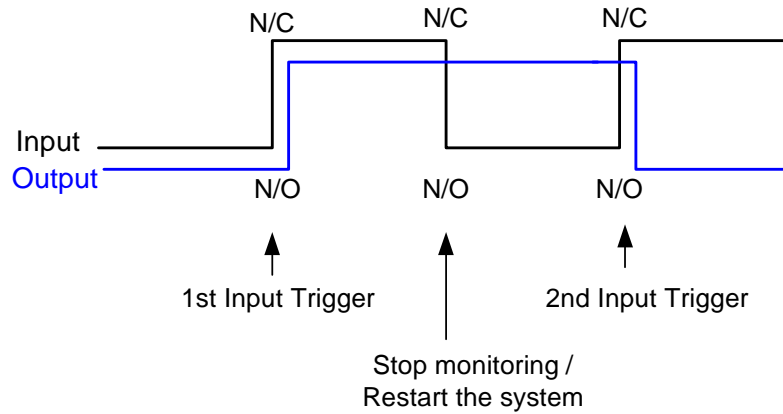 N/C N/C N/C
Input
Output
N/O N/O N/O
1st Input Trigger 2nd Input Trigger
Stop monitoring /
Restart the system